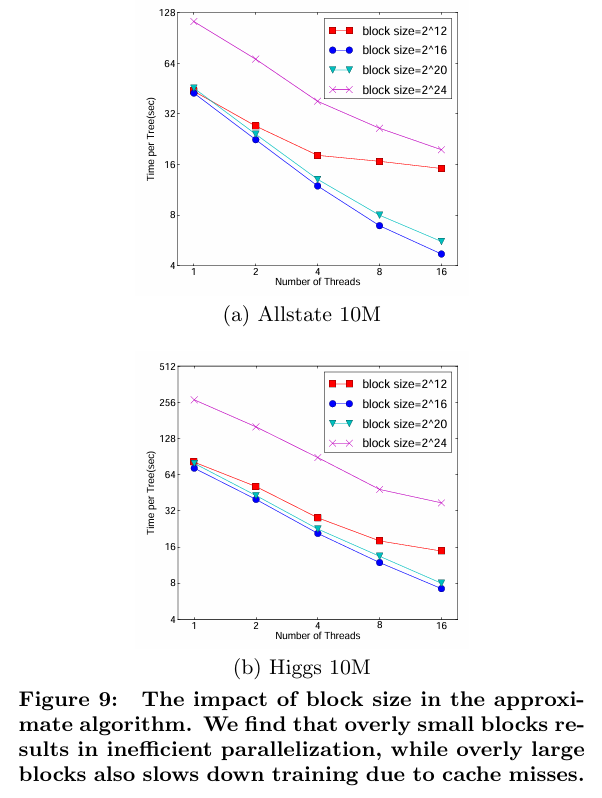 128
64
32
16
8
4
Time per Tree(sec)
block size=2^12
block size=2^16
block size=2^20
block size=2^24
1 2 4 8 16
Number of Threads
(a) Allstate 10M
512
256
128
64
32
16
8
4
Time per Tree(sec)
block size=2^12
block size=2^16
block size=2^20
block size=2^24
1 2 4 8 16
Number of Threads
(b) Higgs 10M
Figure 9: The impact of block size in the approxi-
mate algorithm. We find that overly small blocks re-
sults in inefficient parallelization, while overly large
blocks also slows down training due to cache misses.